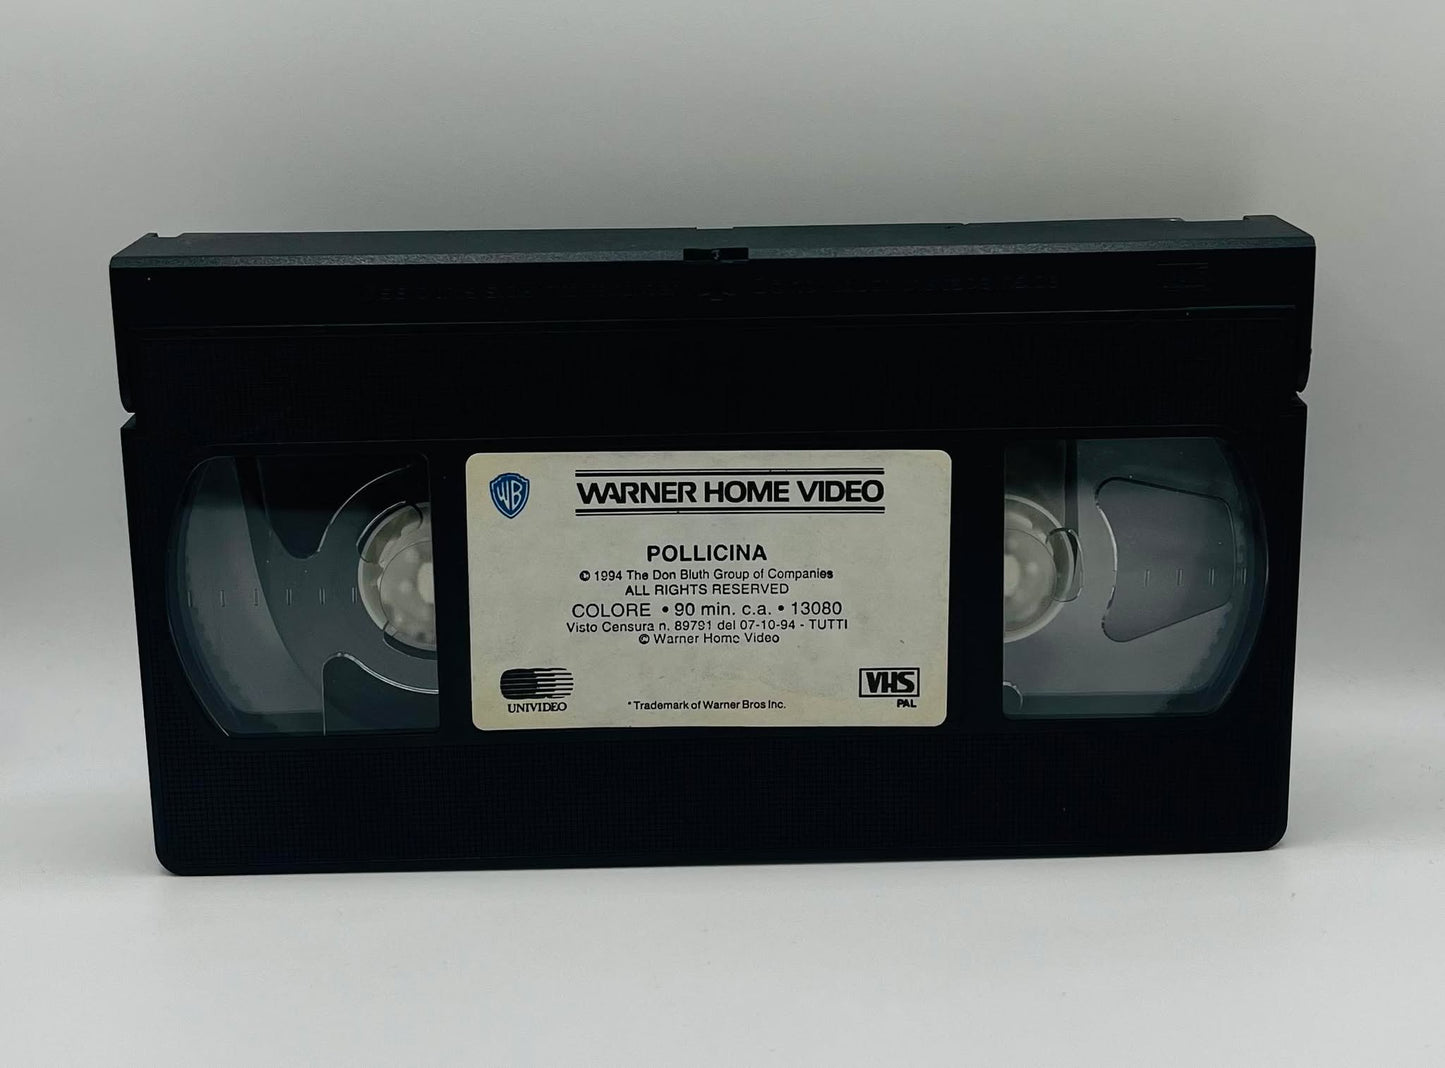 WB
WARNER HOME VIDEO
POLLICINA
© 1994 The Don Bluth Group of Companies
ALL RIGHTS RESERVED
COLORE • 90 min. c.a. • 13080
Visto Censura n. 89791 del 07-10-94 - TUTTI
© Warner Home Video
UNIVIDEO
*Trademark of Warner Bros Inc.
VHS
PAL